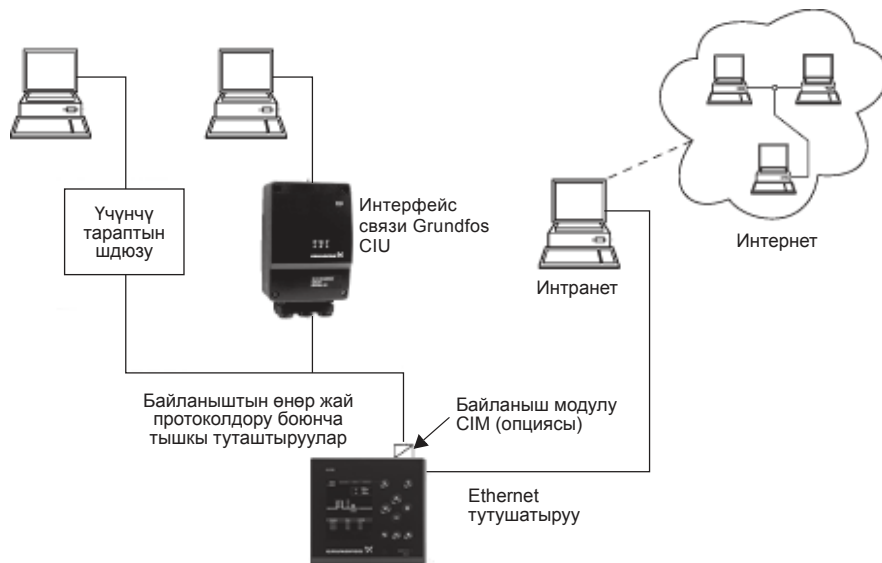 Үчүнчү
тараптын
шдюзу
Интерфейс
связи Grundfos
CIU
Интранет
Интернет
Байланыштын өнөр жай
протоколдору боюнча
тышкы туташтыруулар
Байланыш модулу
CIM (опциясы)
Ethernet
тутушатыруу